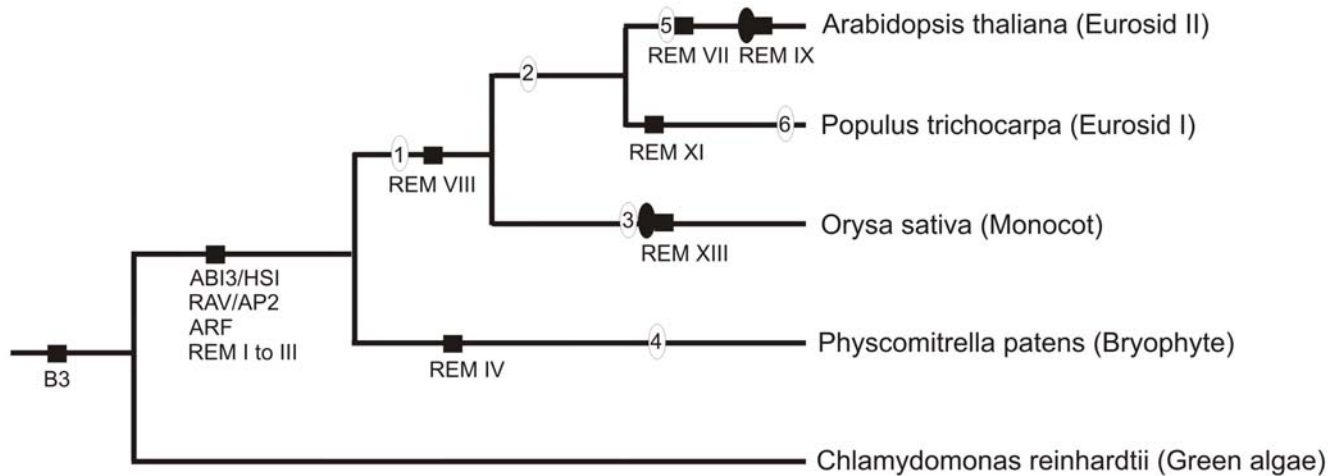 5
Arabidopsis thaliana (Eurosid II)
REM VII
REM IX
2
6
Populus trichocarpa (Eurosid I)
REM XI
1
REM VIII
3
Orysa sativa (Monocot)
REM XIII
ABI3/HSI
RAV/AP2
ARF
REM I to III
4
Physcomitrella patens (Bryophyte)
REM IV
B3
Chlamydomonas reinhardtii (Green algae)